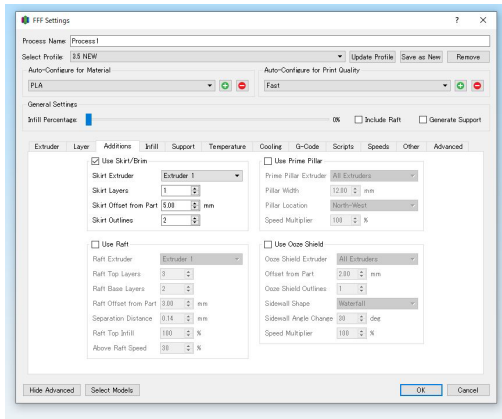 FFF Settings
Process Name: Process1
Select Profile: 3.5 NEW Update Profile Save as New Remove
Auto-Configure for Material Auto-Configure for Print Quality
PLA Fast
General Settings
Infill Percentage: 0% Include Raft Generate Support
Extruder Layer Additions Infill Support Temperature Cooling G-Code Scripts Speeds Other Advanced
Use Skirt/Brim
Skirt Extruder Extruder 1
Skirt Layers 1
Skirt Offset from Part 5.00 mm
Skirt Outlines 2
Use Prime Pillar
Prime Pillar Extruder All Extruders
Pillar Width 12.00 mm
Pillar Location North-West
Speed Multiplier 100 %
Use Raft
Raft Extruder Extruder 1
Raft Top Layers 3
Raft Base Layers 2
Raft Offset from Part 3.00 mm
Separation Distance 0.14 mm
Raft Top Infill 100 %
Above Raft Speed 30 %
Use Ooze Shield
Ooze Shield Extruder All Extruders
Offset from Part 2.00 mm
Ooze Shield Outlines 1
Sidewall Shape Waterfall
Sidewall Angle Change 30 deg
Speed Multiplier 100 %
Hide Advanced Select Models OK Cancel